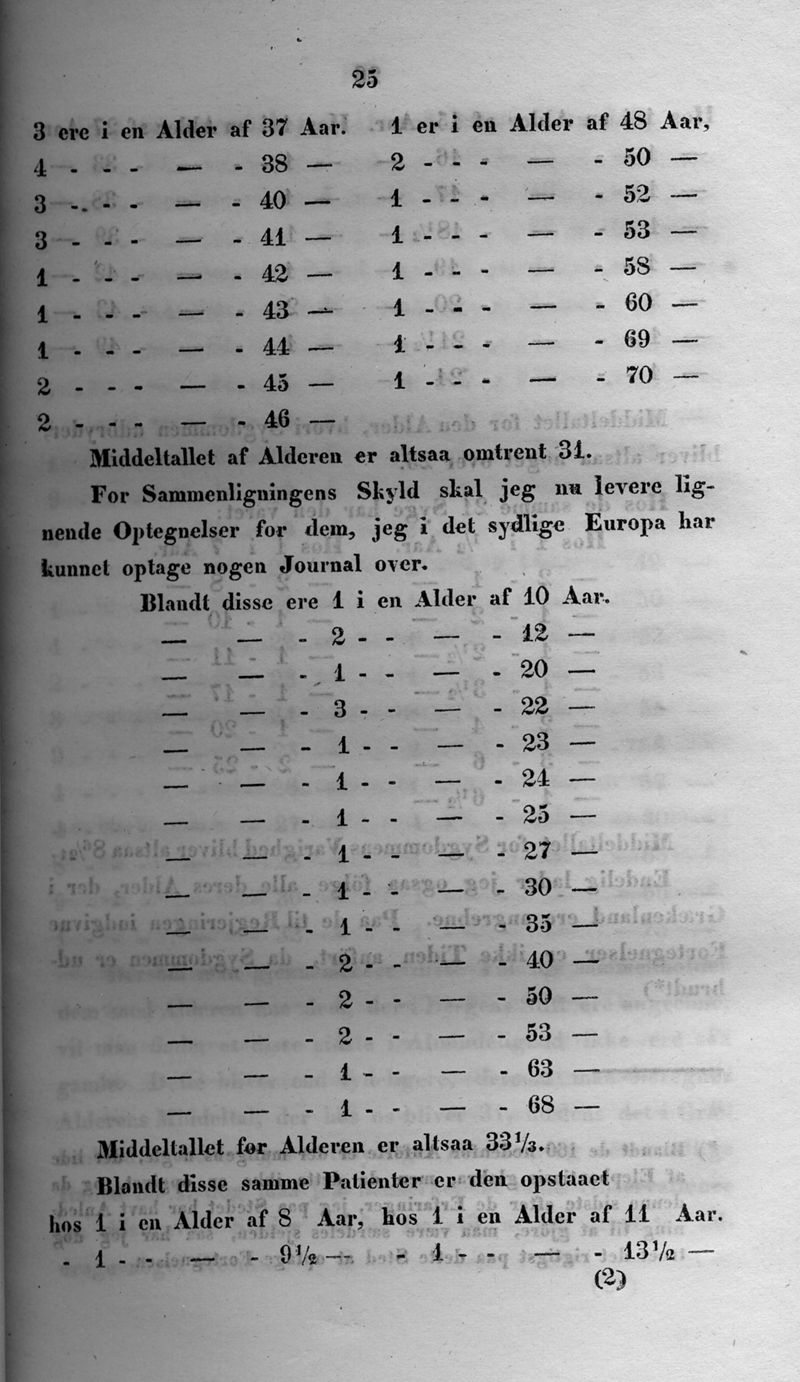 25
3 ere i en Alder af 37 Aar. 1 er i en Alder af 48 Aar,
4 - - - — - 38 — 2 - - - — - 50 —
3 - - - — - 40 — 1 - - - — - 52 —
3 - - - — - 41 — 1 - - - — - 53 —
1 - - - — - 42 — 1 - - - — - 58 —
1 - - - — - 43 — 1 - - - — - 60 —
1 - - - — - 44 — 1 - - - — - 69 —
2 - - - — - 45 — 1 - - - — - 70 —
2 - - - — - 46 —
Middeltallet af Alderen er altsaa omtrent 31.
For Sammenligningens Skyld skal jeg nu levere lig-
nende Optegnelser for dem, jeg i det sydlige Europa har
kunnet optage nogen Journal over.
Blandt disse ere 1 i en Alder af 10 Aar.
— — - 2 - - — - 12 —
— — - 1 - - — - 20 —
— — - 3 - - — - 22 —
— — - 1 - - — - 23 —
— — - 1 - - — - 24 —
— — - 1 - - — - 25 —
— — - 1 - - — - 27 —
— — - 1 - - — - 30 —
— — - 1 - - — - 35 —
— — - 2 - - — - 40 —
— — - 2 - - — - 50 —
— — - 2 - - — - 53 —
— — - 1 - - — - 63 —
— — - 1 - - — - 68 —
Middeltallet for Alderen er altsaa 33 1/3.
Blandt disse samme Patienter er den opstaaet
hos 1 i en Alder af 8 Aar, hos 1 i en Alder af 11 Aar.
- 1 - - — - 9 1/2 — - 1 - - — - 13 1/2 —
(2)